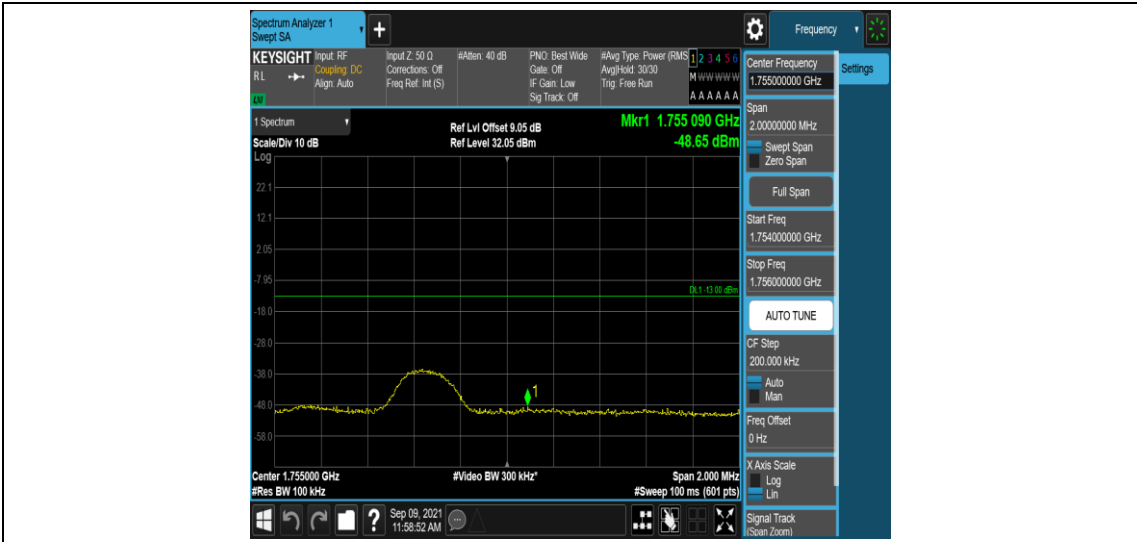 Spectrum Analyzer 1
Swept SA
+
Frequency
KEYSIGHT Input: RF Input Z: 50 Ω #Atten: 40 dB PNO: Best Wide #Avg Type: Power (RMS 1 2 3 4 5 6
RL Coupling: DC Corrections: Off Gate: Off Avg|Hold: 30/30 M W W W W W
Align: Auto Freq Ref: Int (S) IF Gain: Low Trig: Free Run
LXI Sig Track: Off A A A A A A
1 Spectrum Ref Lvl Offset 9.05 dB Mkr1 1.755 090 GHz
Scale/Div 10 dB Ref Level 32.05 dBm -48.65 dBm
Log
22.1
12.1
2.05
-7.95
DL1 -13.00 dBm
-18.0
-28.0
-38.0
1
-48.0
-58.0
Center 1.755000 GHz #Video BW 300 kHz* Span 2.000 MHz
#Res BW 100 kHz #Sweep 100 ms (601 pts)
?
Sep 09, 2021
11:58:52 AM
Center Frequency
1.755000000 GHz
Settings
Span
2.00000000 MHz
Swept Span
Zero Span
Full Span
Start Freq
1.754000000 GHz
Stop Freq
1.756000000 GHz
AUTO TUNE
CF Step
200.000 kHz
Auto
Man
Freq Offset
0 Hz
X Axis Scale
Log
Lin
Signal Track
(Span Zoom)